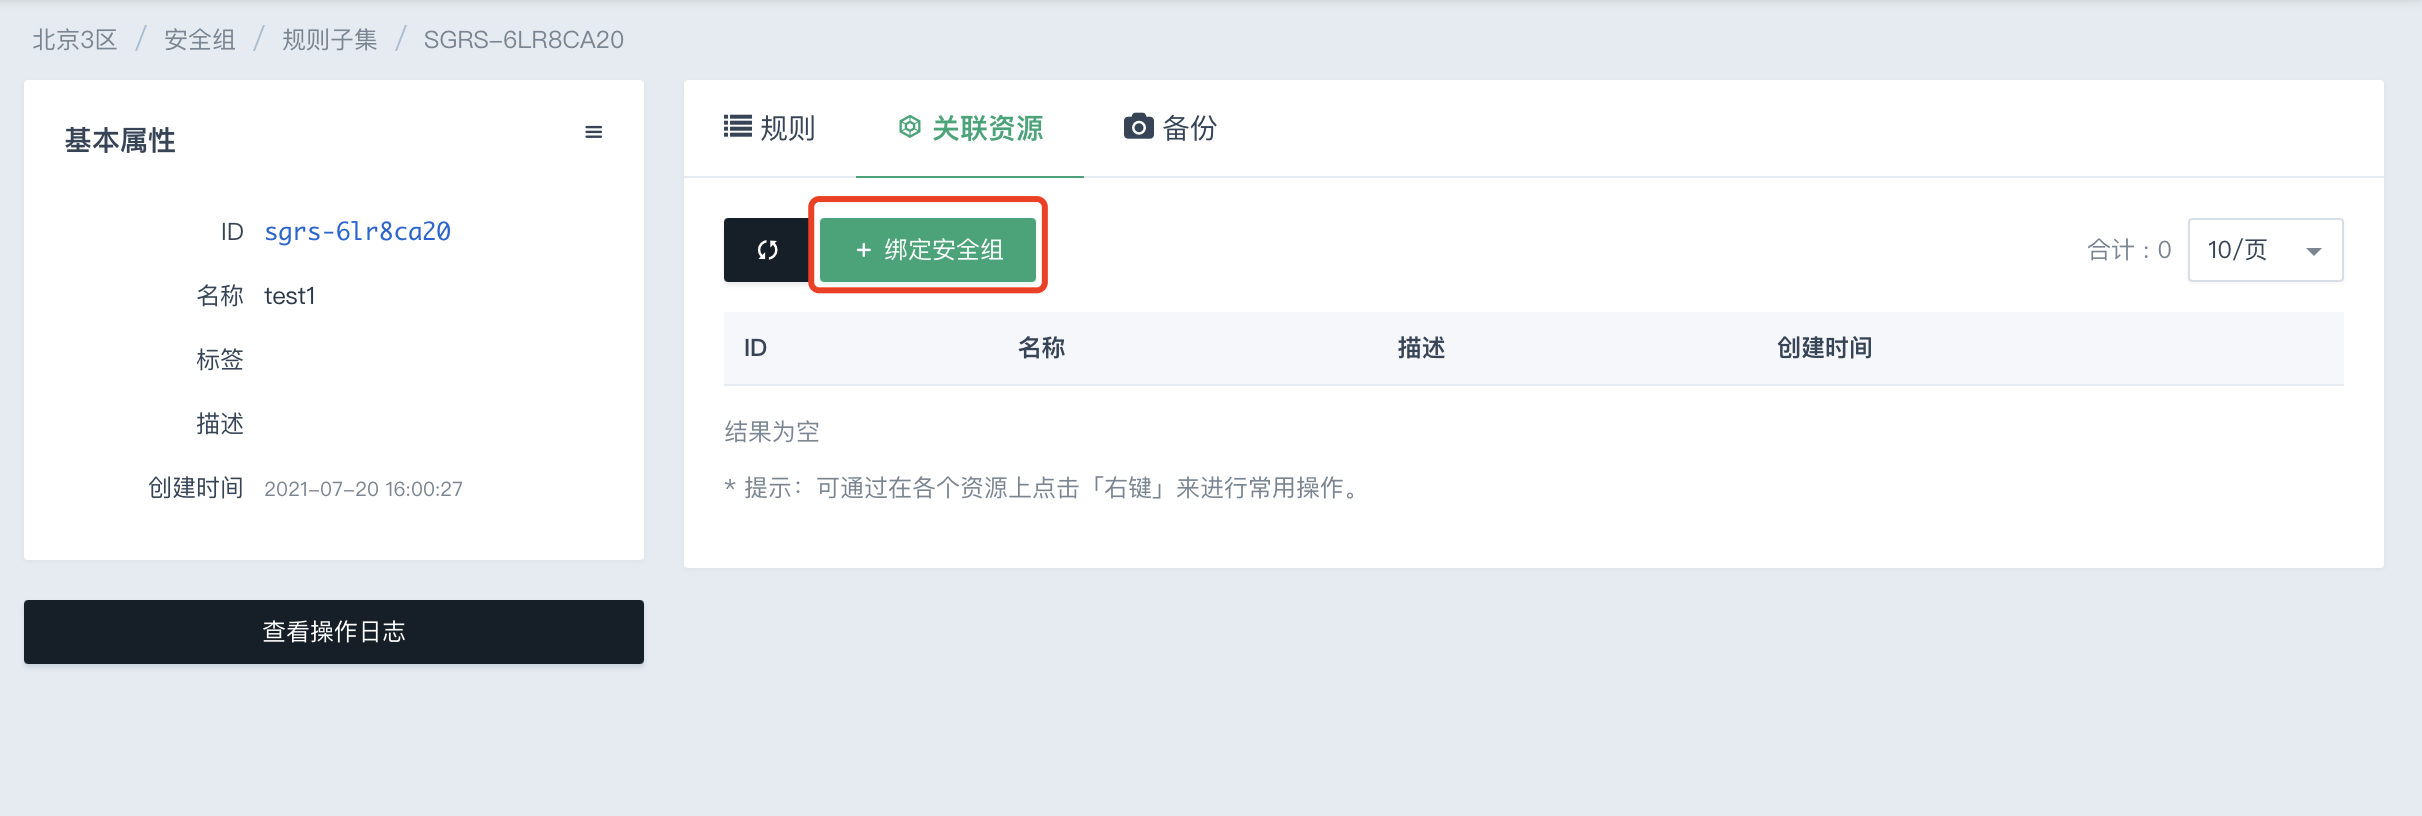 北京3区 / 安全组 / 规则子集 / SGRS-6LR8CA20
基本属性
ID sgrs-6lr8ca20
名称 test1
标签
描述
创建时间 2021-07-20 16:00:27
查看操作日志
规则 关联资源 备份
+ 绑定安全组
合计：0 10/页
ID 名称 描述 创建时间
结果为空
* 提示：可通过在各个资源上点击「右键」来进行常用操作。